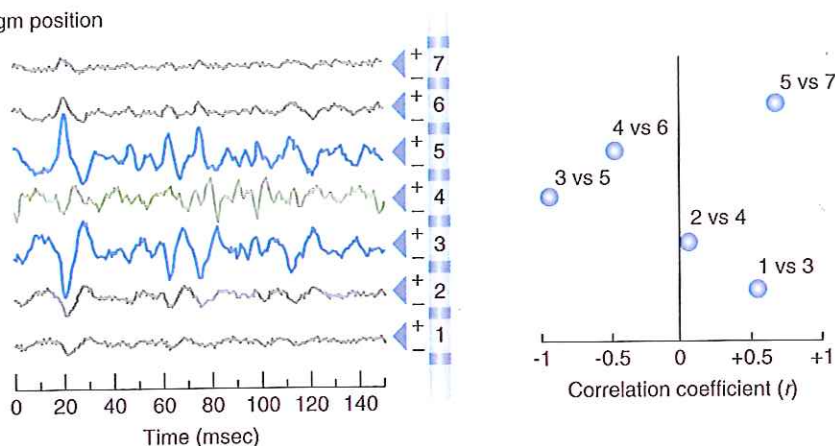 gm position
+
7
−
+
6
−
+
5
−
+
4
−
+
3
−
+
2
−
+
1
−
0 20 40 60 80 100 120 140
Time (msec)
5 vs 7
4 vs 6
3 vs 5
2 vs 4
1 vs 3
-1 -0.5 0 +0.5 +1
Correlation coefficient (r)